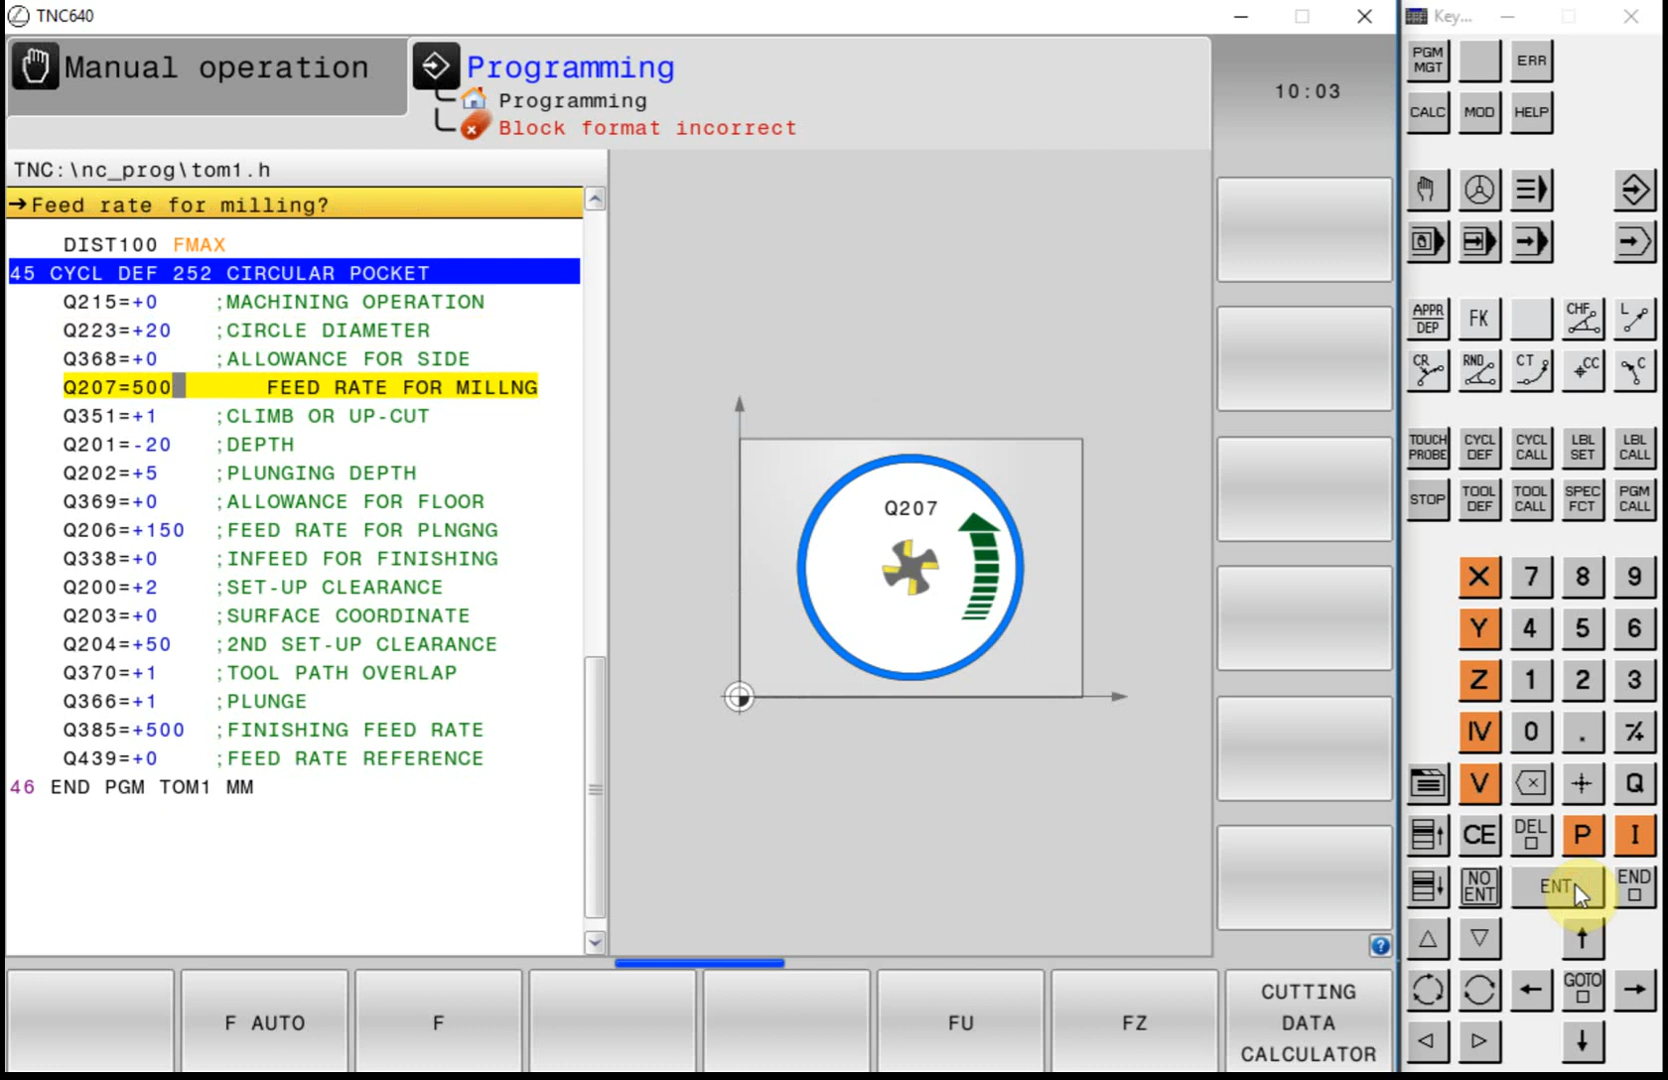 TNC640
Key...
Manual operation
Programming
Programming
Block format incorrect
10:03
TNC:\nc_prog\tom1.h
→Feed rate for milling?
DIST100 FMAX
45 CYCL DEF 252 CIRCULAR POCKET
Q215=+0 ;MACHINING OPERATION
Q223=+20 ;CIRCLE DIAMETER
Q368=+0 ;ALLOWANCE FOR SIDE
Q207=500 FEED RATE FOR MILLNG
Q351=+1 ;CLIMB OR UP-CUT
Q201=-20 ;DEPTH
Q202=+5 ;PLUNGING DEPTH
Q369=+0 ;ALLOWANCE FOR FLOOR
Q206=+150 ;FEED RATE FOR PLNGNG
Q338=+0 ;INFEED FOR FINISHING
Q200=+2 ;SET-UP CLEARANCE
Q203=+0 ;SURFACE COORDINATE
Q204=+50 ;2ND SET-UP CLEARANCE
Q370=+1 ;TOOL PATH OVERLAP
Q366=+1 ;PLUNGE
Q385=+500 ;FINISHING FEED RATE
Q439=+0 ;FEED RATE REFERENCE
46 END PGM TOM1 MM
Q207
?
F AUTO
F
FU
FZ
CUTTING
DATA
CALCULATOR
PGM
MGT
ERR
CALC
MOD
HELP
APPR
DEP
FK
CHF
L
CR
RND
CT
CC
C
TOUCH
PROBE
CYCL
DEF
CYCL
CALL
LBL
SET
LBL
CALL
STOP
TOOL
DEF
TOOL
CALL
SPEC
FCT
PGM
CALL
X 7 8 9
Y 4 5 6
Z 1 2 3
IV 0 . -/+
V Q
CE
DEL
P
I
NO
ENT
ENT
END
GOTO